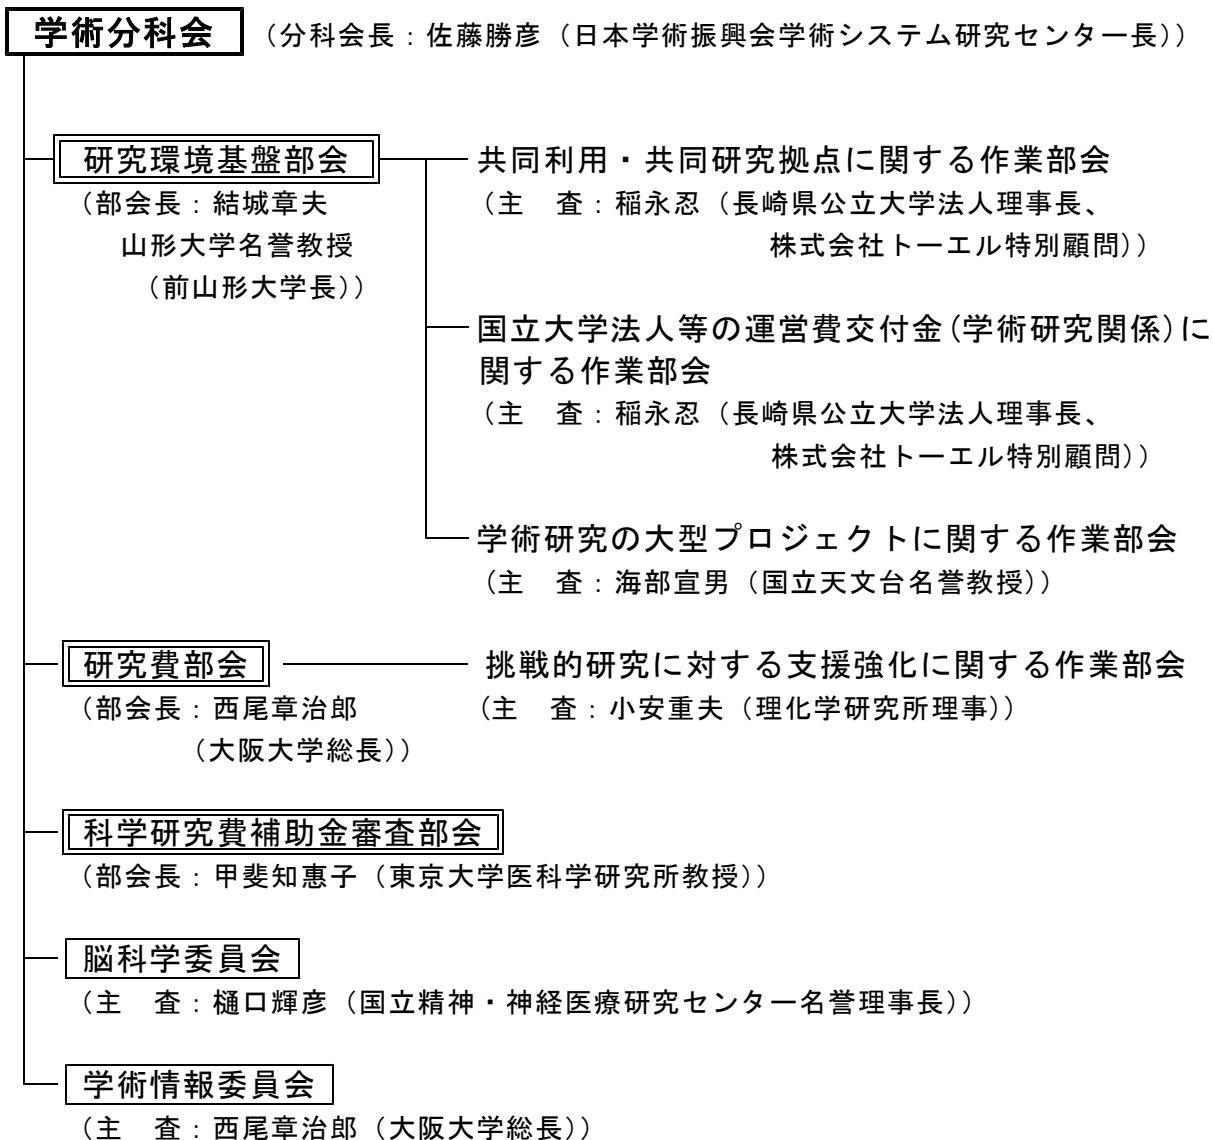 学術分科会 （分科会長：佐藤勝彦（日本学術振興会学術システム研究センター長））
研究環境基盤部会
（部会長：結城章夫
山形大学名誉教授
（前山形大学長））
共同利用・共同研究拠点に関する作業部会
（主　査：稲永忍（長崎県公立大学法人理事長、
株式会社トーエル特別顧問））
国立大学法人等の運営費交付金(学術研究関係)に
関する作業部会
（主　査：稲永忍（長崎県公立大学法人理事長、
株式会社トーエル特別顧問））
学術研究の大型プロジェクトに関する作業部会
（主　査：海部宣男（国立天文台名誉教授））
研究費部会
（部会長：西尾章治郎
（大阪大学総長））
挑戦的研究に対する支援強化に関する作業部会
（主　査：小安重夫（理化学研究所理事））
科学研究費補助金審査部会
（部会長：甲斐知惠子（東京大学医科学研究所教授））
脳科学委員会
（主　査：樋口輝彦（国立精神・神経医療研究センター名誉理事長））
学術情報委員会
（主　査：西尾章治郎（大阪大学総長））